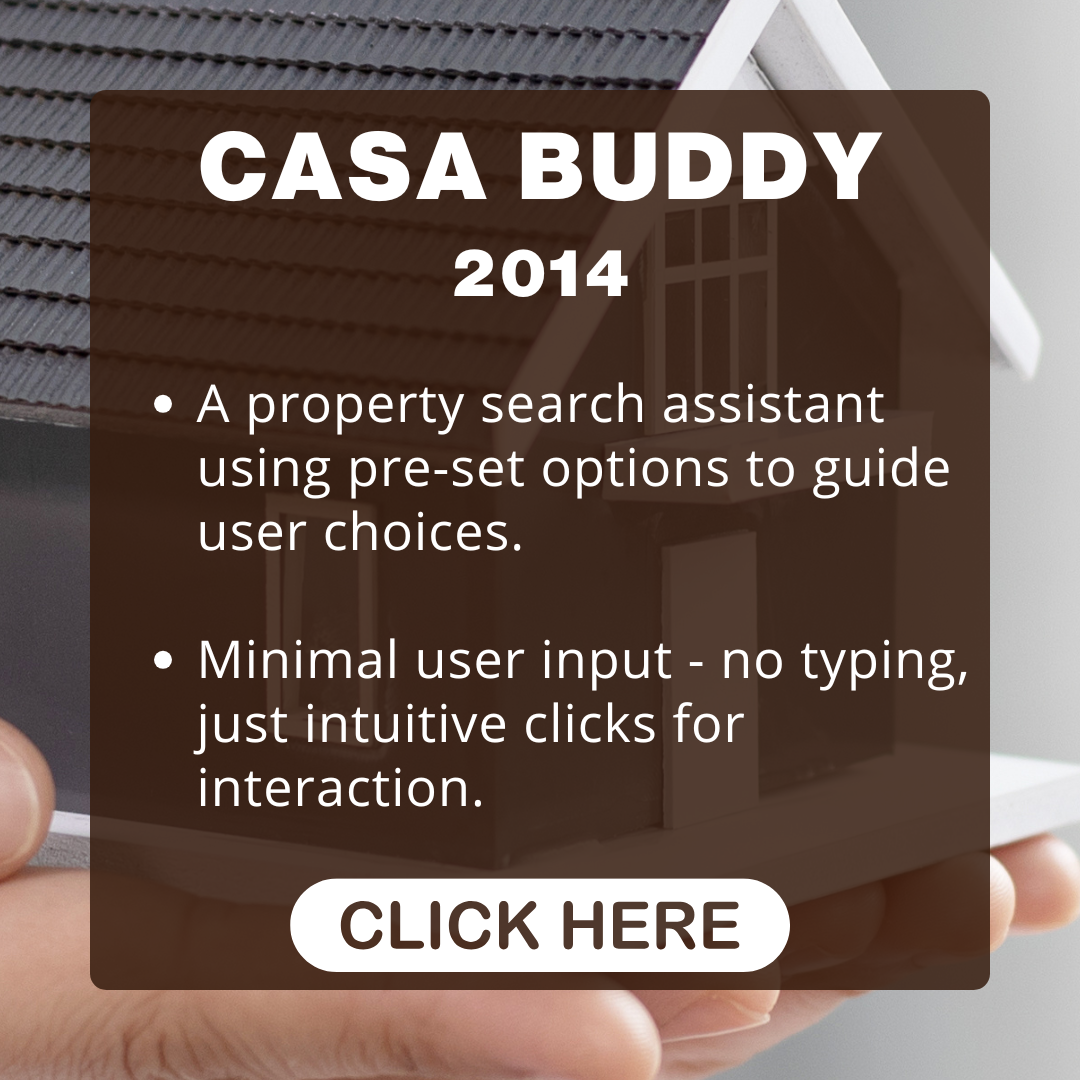 CASA BUDDY
2014
• A property search assistant
using pre-set options to guide
user choices.
• Minimal user input - no typing,
just intuitive clicks for
interaction.
CLICK HERE